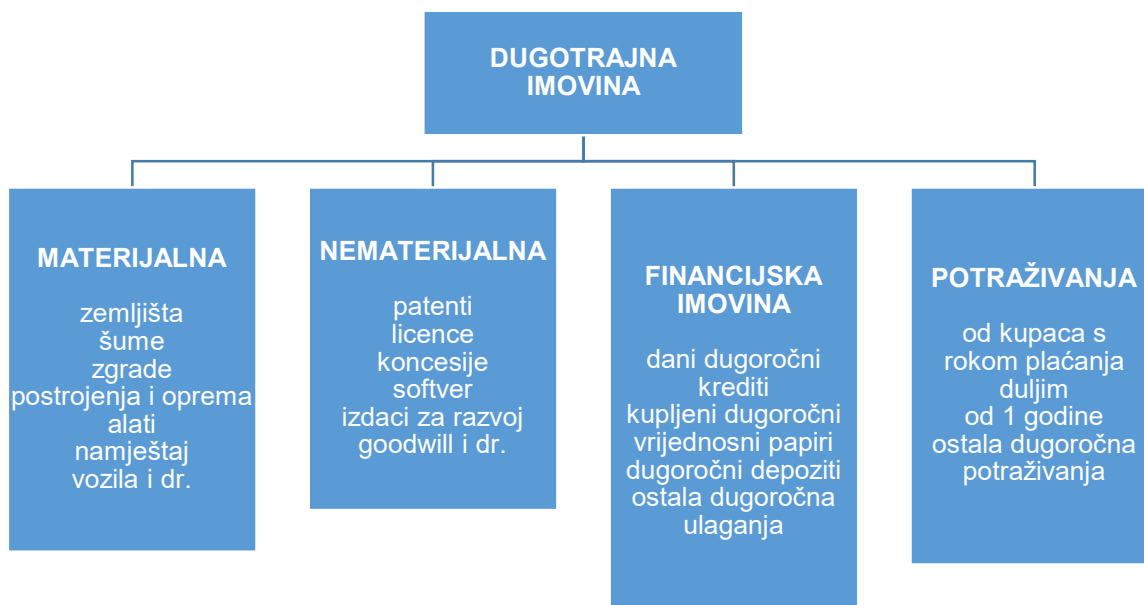 DUGOTRAJNA
IMOVINA
MATERIJALNA
zemljišta
šume
zgrade
postrojenja i oprema
alati
namještaj
vozila i dr.
NEMATERIJALNA
patenti
licence
koncesije
softver
izdaci za razvoj
goodwill i dr.
FINANCIJSKA
IMOVINA
dani dugoročni
krediti
kupljeni dugoročni
vrijednosni papiri
dugoročni depoziti
ostala dugoročna
ulaganja
POTRAŽIVANJA
od kupaca s
rokom plaćanja
duljim
od 1 godine
ostala dugoročna
potraživanja